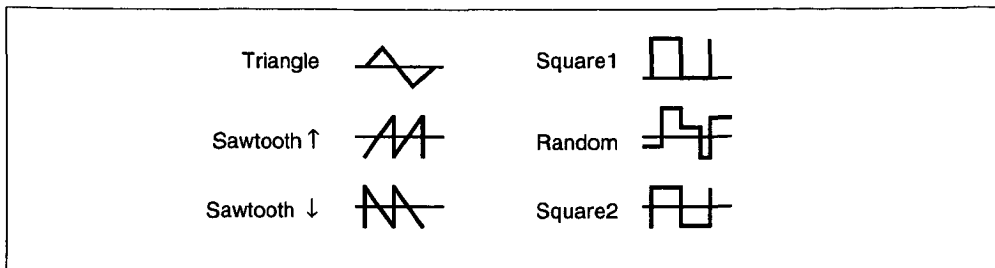 Triangle
Square1
Sawtooth ↑
Random
Sawtooth ↓
Square2